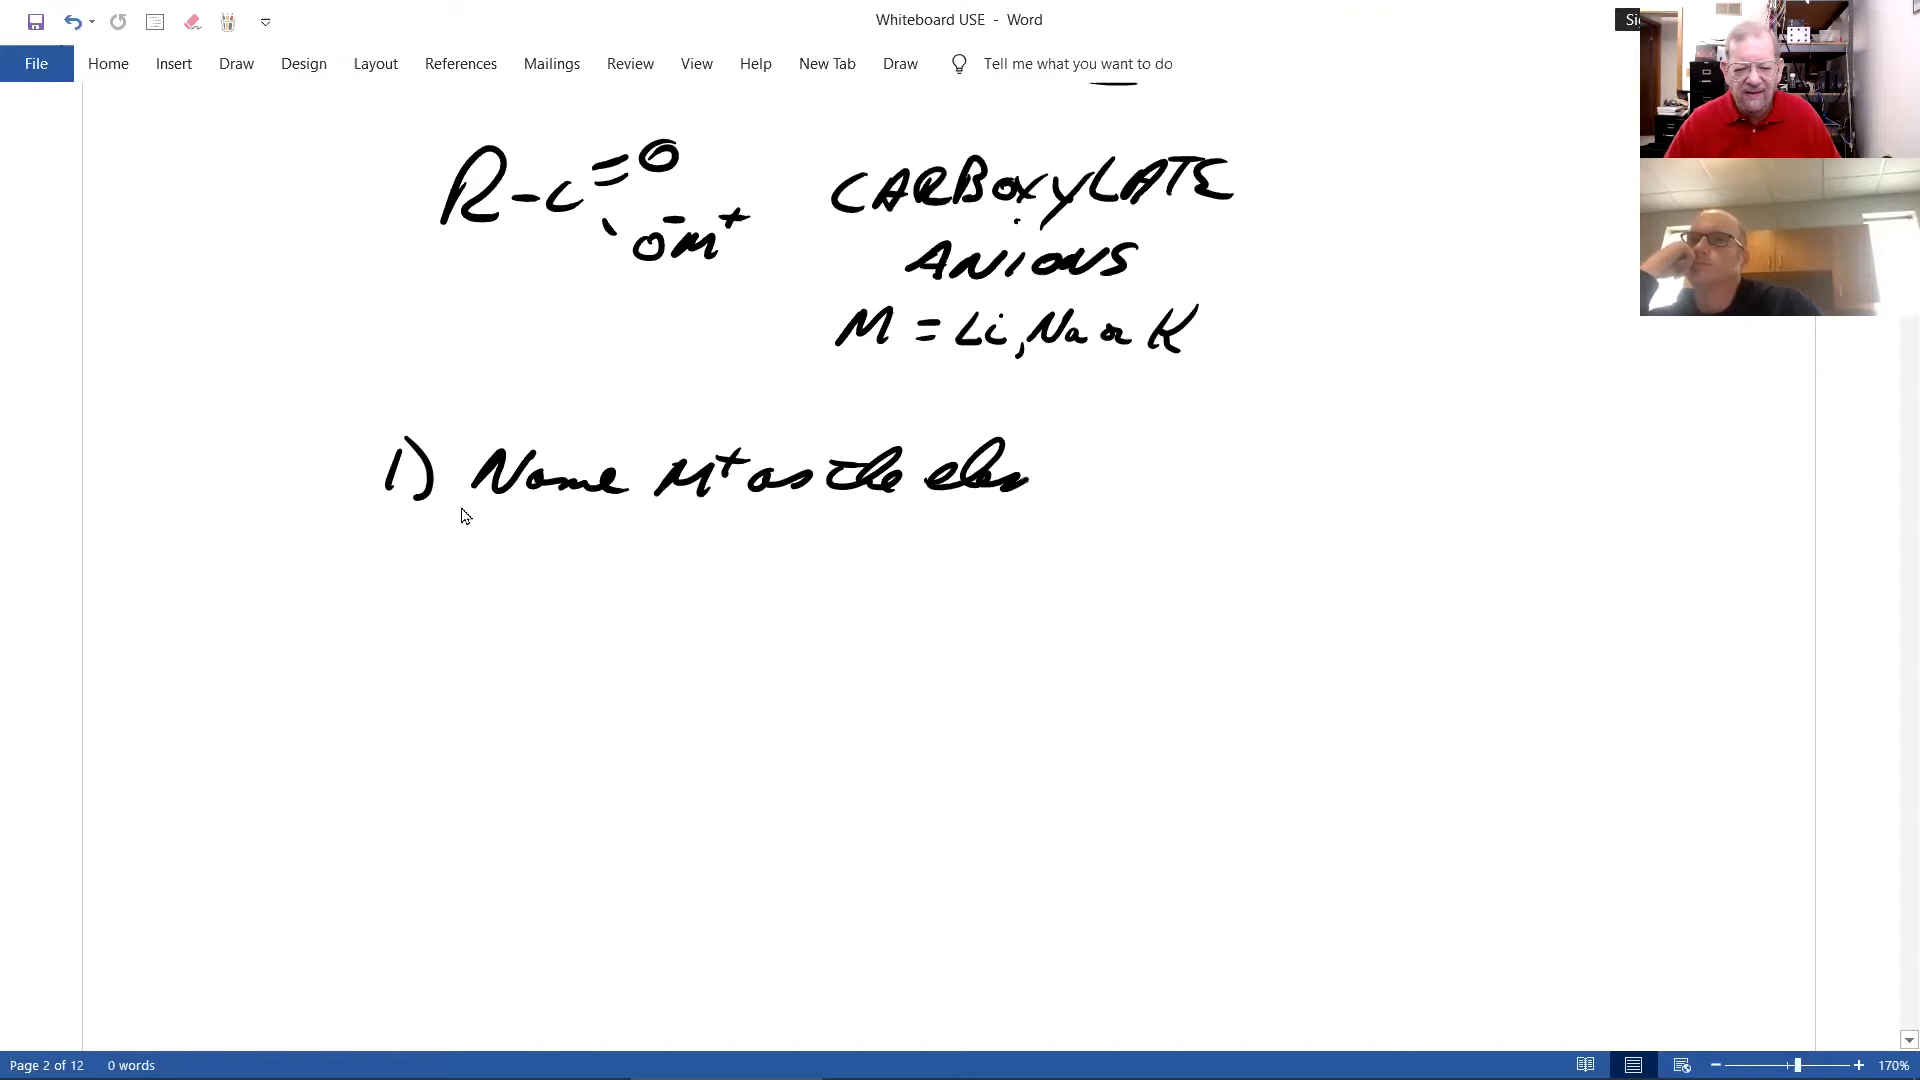 Whiteboard USE - Word
File Home Insert Draw Design Layout References Mailings Review View Help New Tab Draw Tell me what you want to do
R-C=O
O⁻M⁺
CARBOXYLATE
ANIONS
M = Li, Na or K
1) Name M⁺ as the elem
Page 2 of 12 0 words
170%